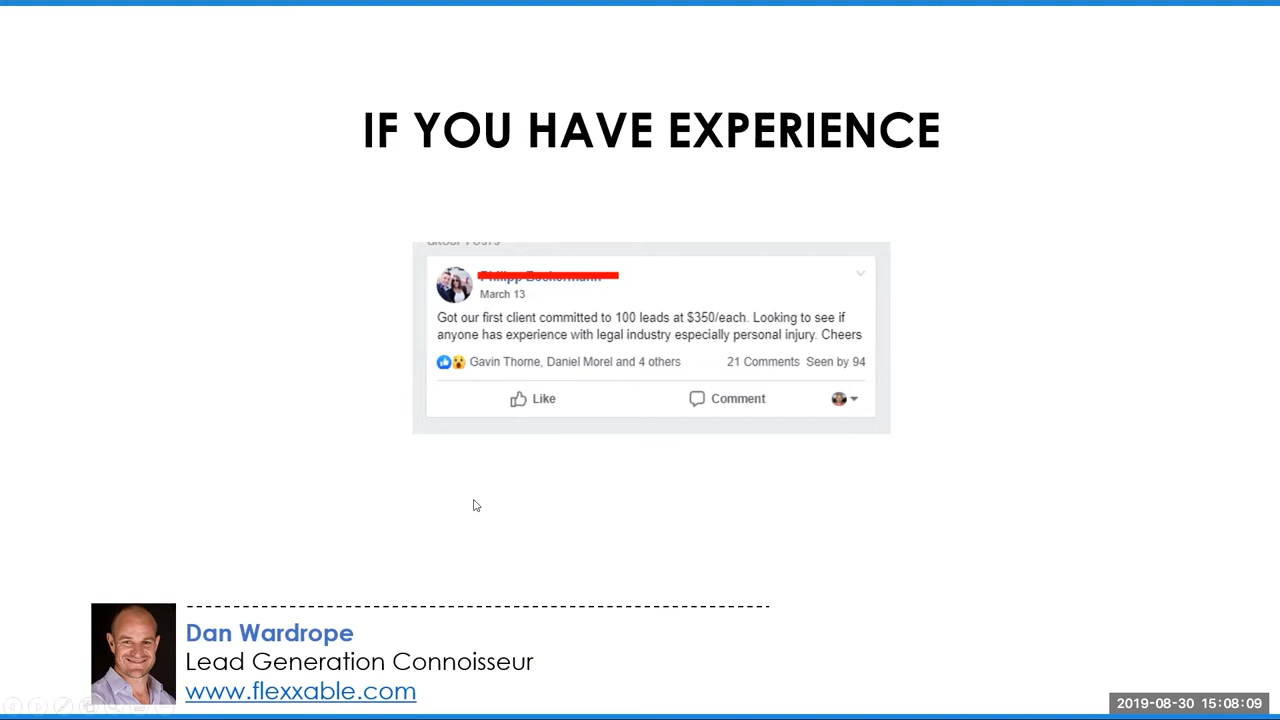 IF YOU HAVE EXPERIENCE
March 13
Got our first client committed to 100 leads at $350/each. Looking to see if
anyone has experience with legal industry especially personal injury. Cheers
Gavin Thorne, Daniel Morel and 4 others 21 Comments Seen by 94
Like Comment
Dan Wardrope
Lead Generation Connoisseur
www.flexxable.com
2019-08-30 15:08:09